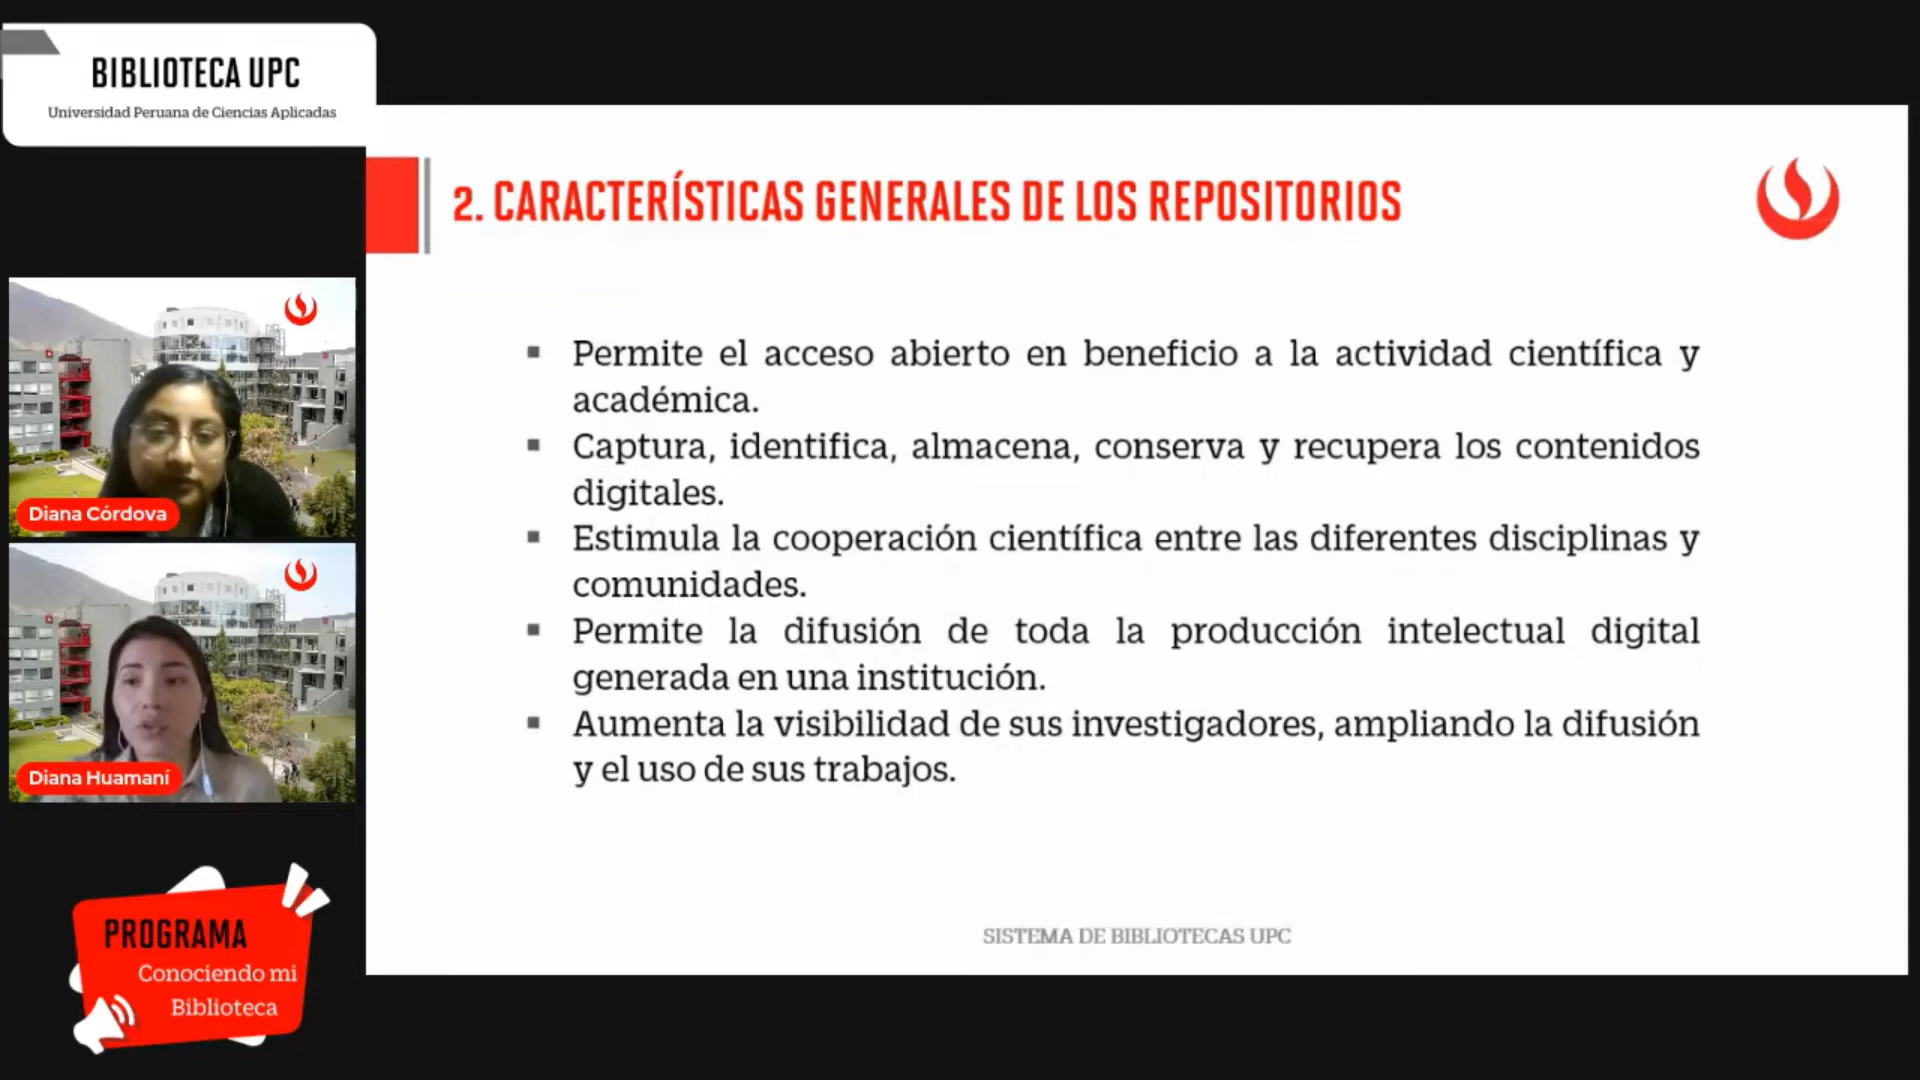 BIBLIOTECA UPC
Universidad Peruana de Ciencias Aplicadas
2. CARACTERÍSTICAS GENERALES DE LOS REPOSITORIOS
▪ Permite el acceso abierto en beneficio a la actividad científica y
académica.
▪ Captura, identifica, almacena, conserva y recupera los contenidos
digitales.
▪ Estimula la cooperación científica entre las diferentes disciplinas y
comunidades.
▪ Permite la difusión de toda la producción intelectual digital
generada en una institución.
▪ Aumenta la visibilidad de sus investigadores, ampliando la difusión
y el uso de sus trabajos.
SISTEMA DE BIBLIOTECAS UPC
Diana Córdova
Diana Huamaní
PROGRAMA
Conociendo mi
Biblioteca